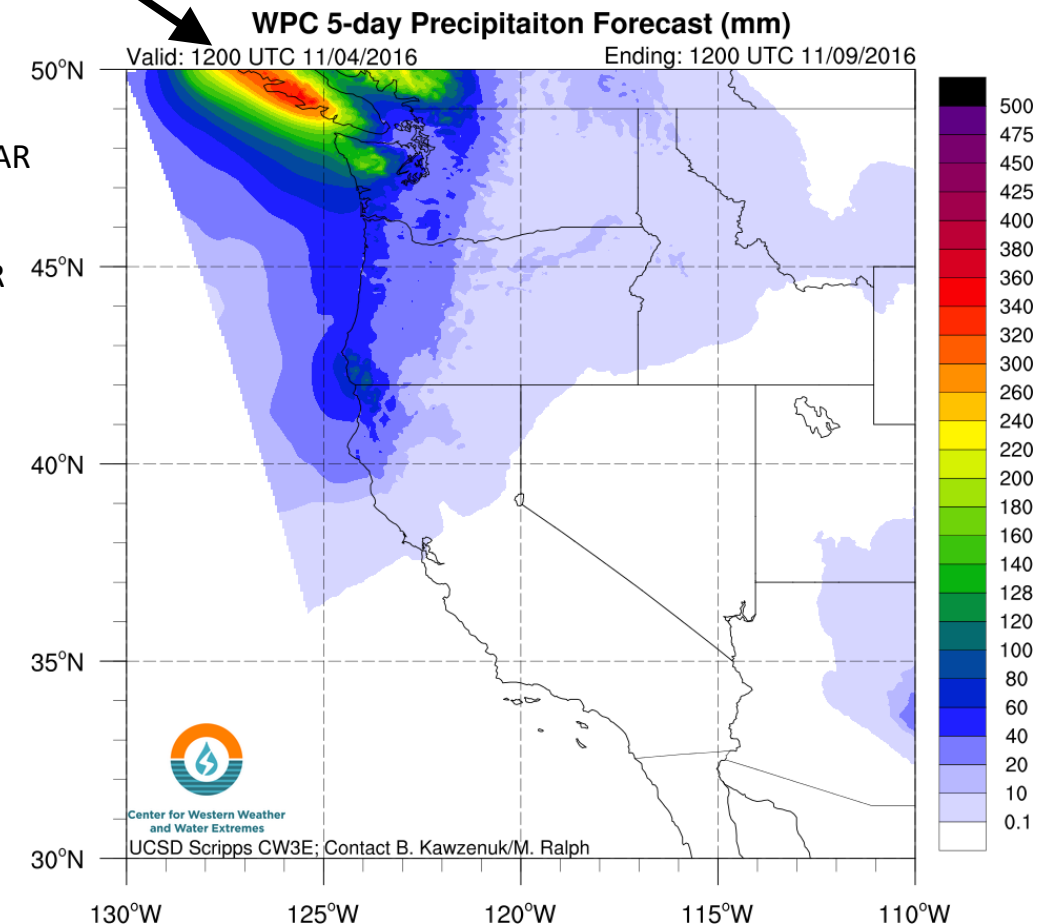 WPC 5-day Precipitaiton Forecast (mm)
Valid: 1200 UTC 11/04/2016
Ending: 1200 UTC 11/09/2016
AR
R
50°N
45°N
40°N
35°N
30°N
130°W
125°W
120°W
115°W
110°W
500
475
450
425
400
380
360
340
320
300
260
240
220
200
180
160
140
128
120
100
80
60
40
20
10
0.1
Center for Western Weather
and Water Extremes
UCSD Scripps CW3E; Contact B. Kawzenuk/M. Ralph